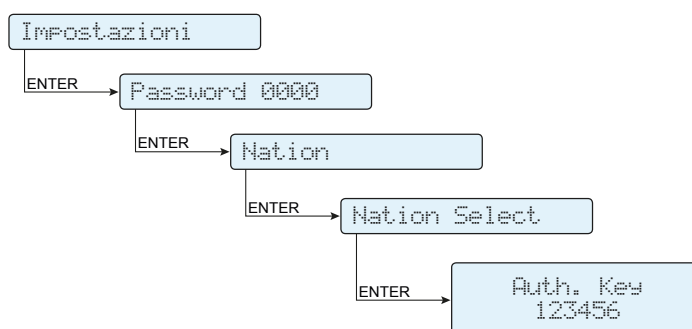 Impostazioni
ENTER
Password 0000
ENTER
Nation
ENTER
Nation Select
ENTER
Auth. Key
123456